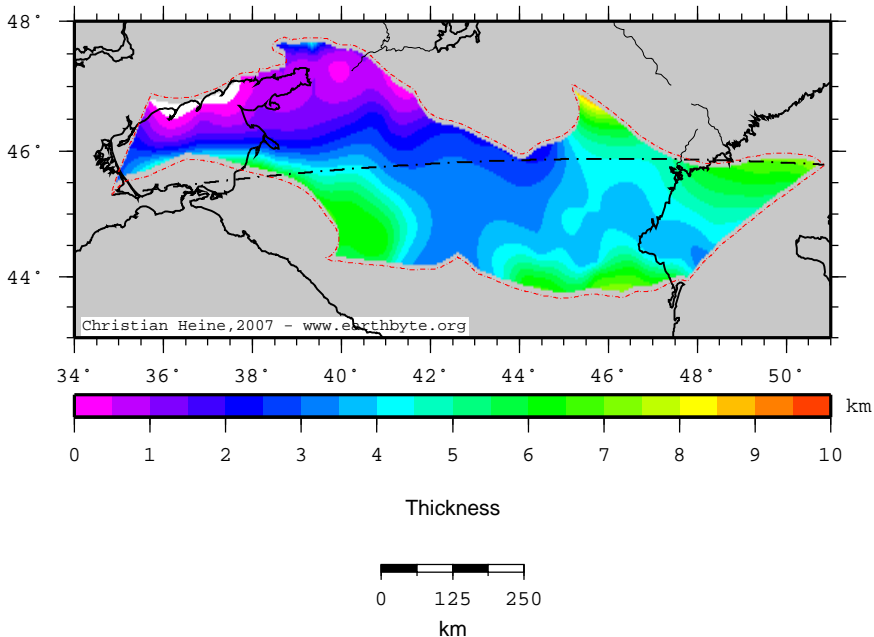 48°
46°
44°
Christian Heine,2007 - www.earthbyte.org
34° 36° 38° 40° 42° 44° 46° 48° 50°
km
0 1 2 3 4 5 6 7 8 9 10
Thickness
0 125 250
km